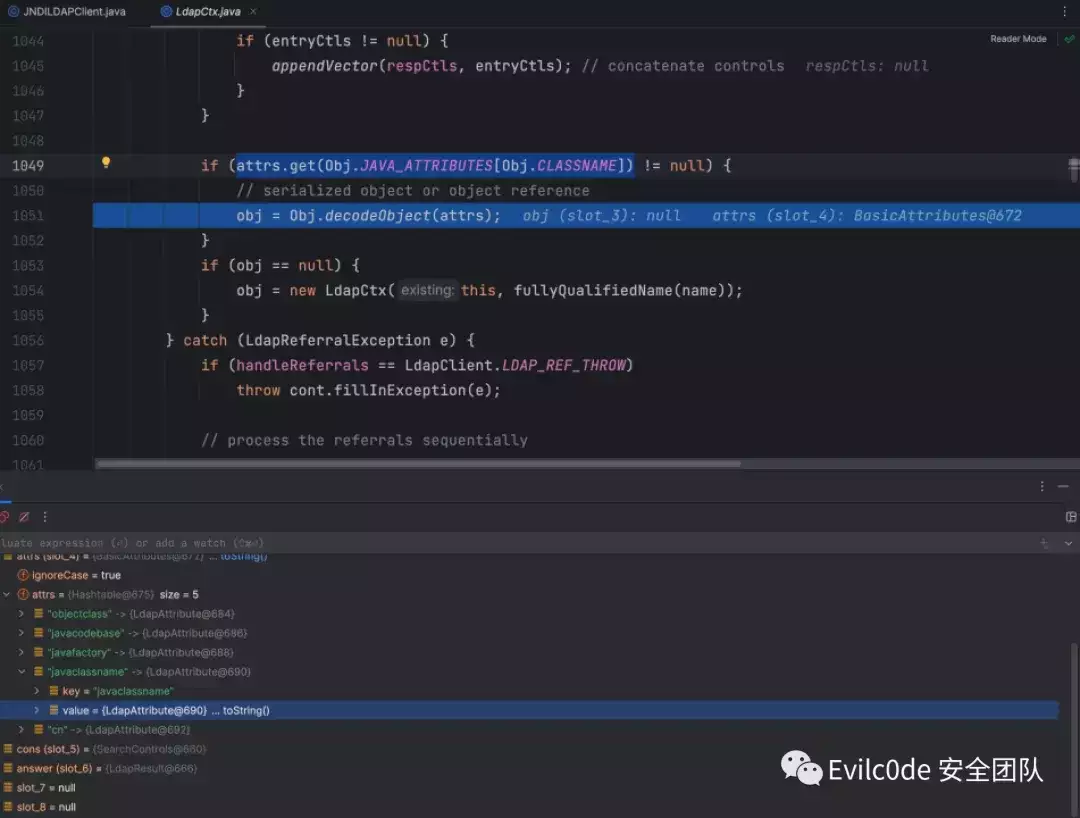 JNDILDAPClient.java LdapCtx.java ×
1044 if (entryCtls != null) { Reader Mode
1045 appendVector(respCtls, entryCtls); // concatenate controls respCtls: null
1046 }
1047 }
1048
1049 if (attrs.get(Obj.JAVA_ATTRIBUTES[Obj.CLASSNAME]) != null) {
1050 // serialized object or object reference
1051 obj = Obj.decodeObject(attrs); obj (slot_3): null attrs (slot_4): BasicAttributes@672
1052 }
1053 if (obj == null) {
1054 obj = new LdapCtx( existing: this, fullyQualifiedName(name));
1055 }
1056 } catch (LdapReferralException e) {
1057 if (handleReferrals == LdapClient.LDAP_REF_THROW)
1058 throw cont.fillInException(e);
1059
1060 // process the referrals sequentially
1061
luate expression (⏎) or add a watch (⇧⌘⏎)
attrs (slot_4) = {BasicAttributes@672} ... toString()
ignoreCase = true
attrs = {Hashtable@675} size = 5
"objectclass" -> {LdapAttribute@684}
"javacodebase" -> {LdapAttribute@686}
"javafactory" -> {LdapAttribute@688}
"javaclassname" -> {LdapAttribute@690}
key = "javaclassname"
value = {LdapAttribute@690} ... toString()
"cn" -> {LdapAttribute@692}
cons (slot_5) = {SearchControls@660}
answer (slot_6) = {LdapResult@666}
slot_7 = null
slot_8 = null
Evilc0de 安全团队